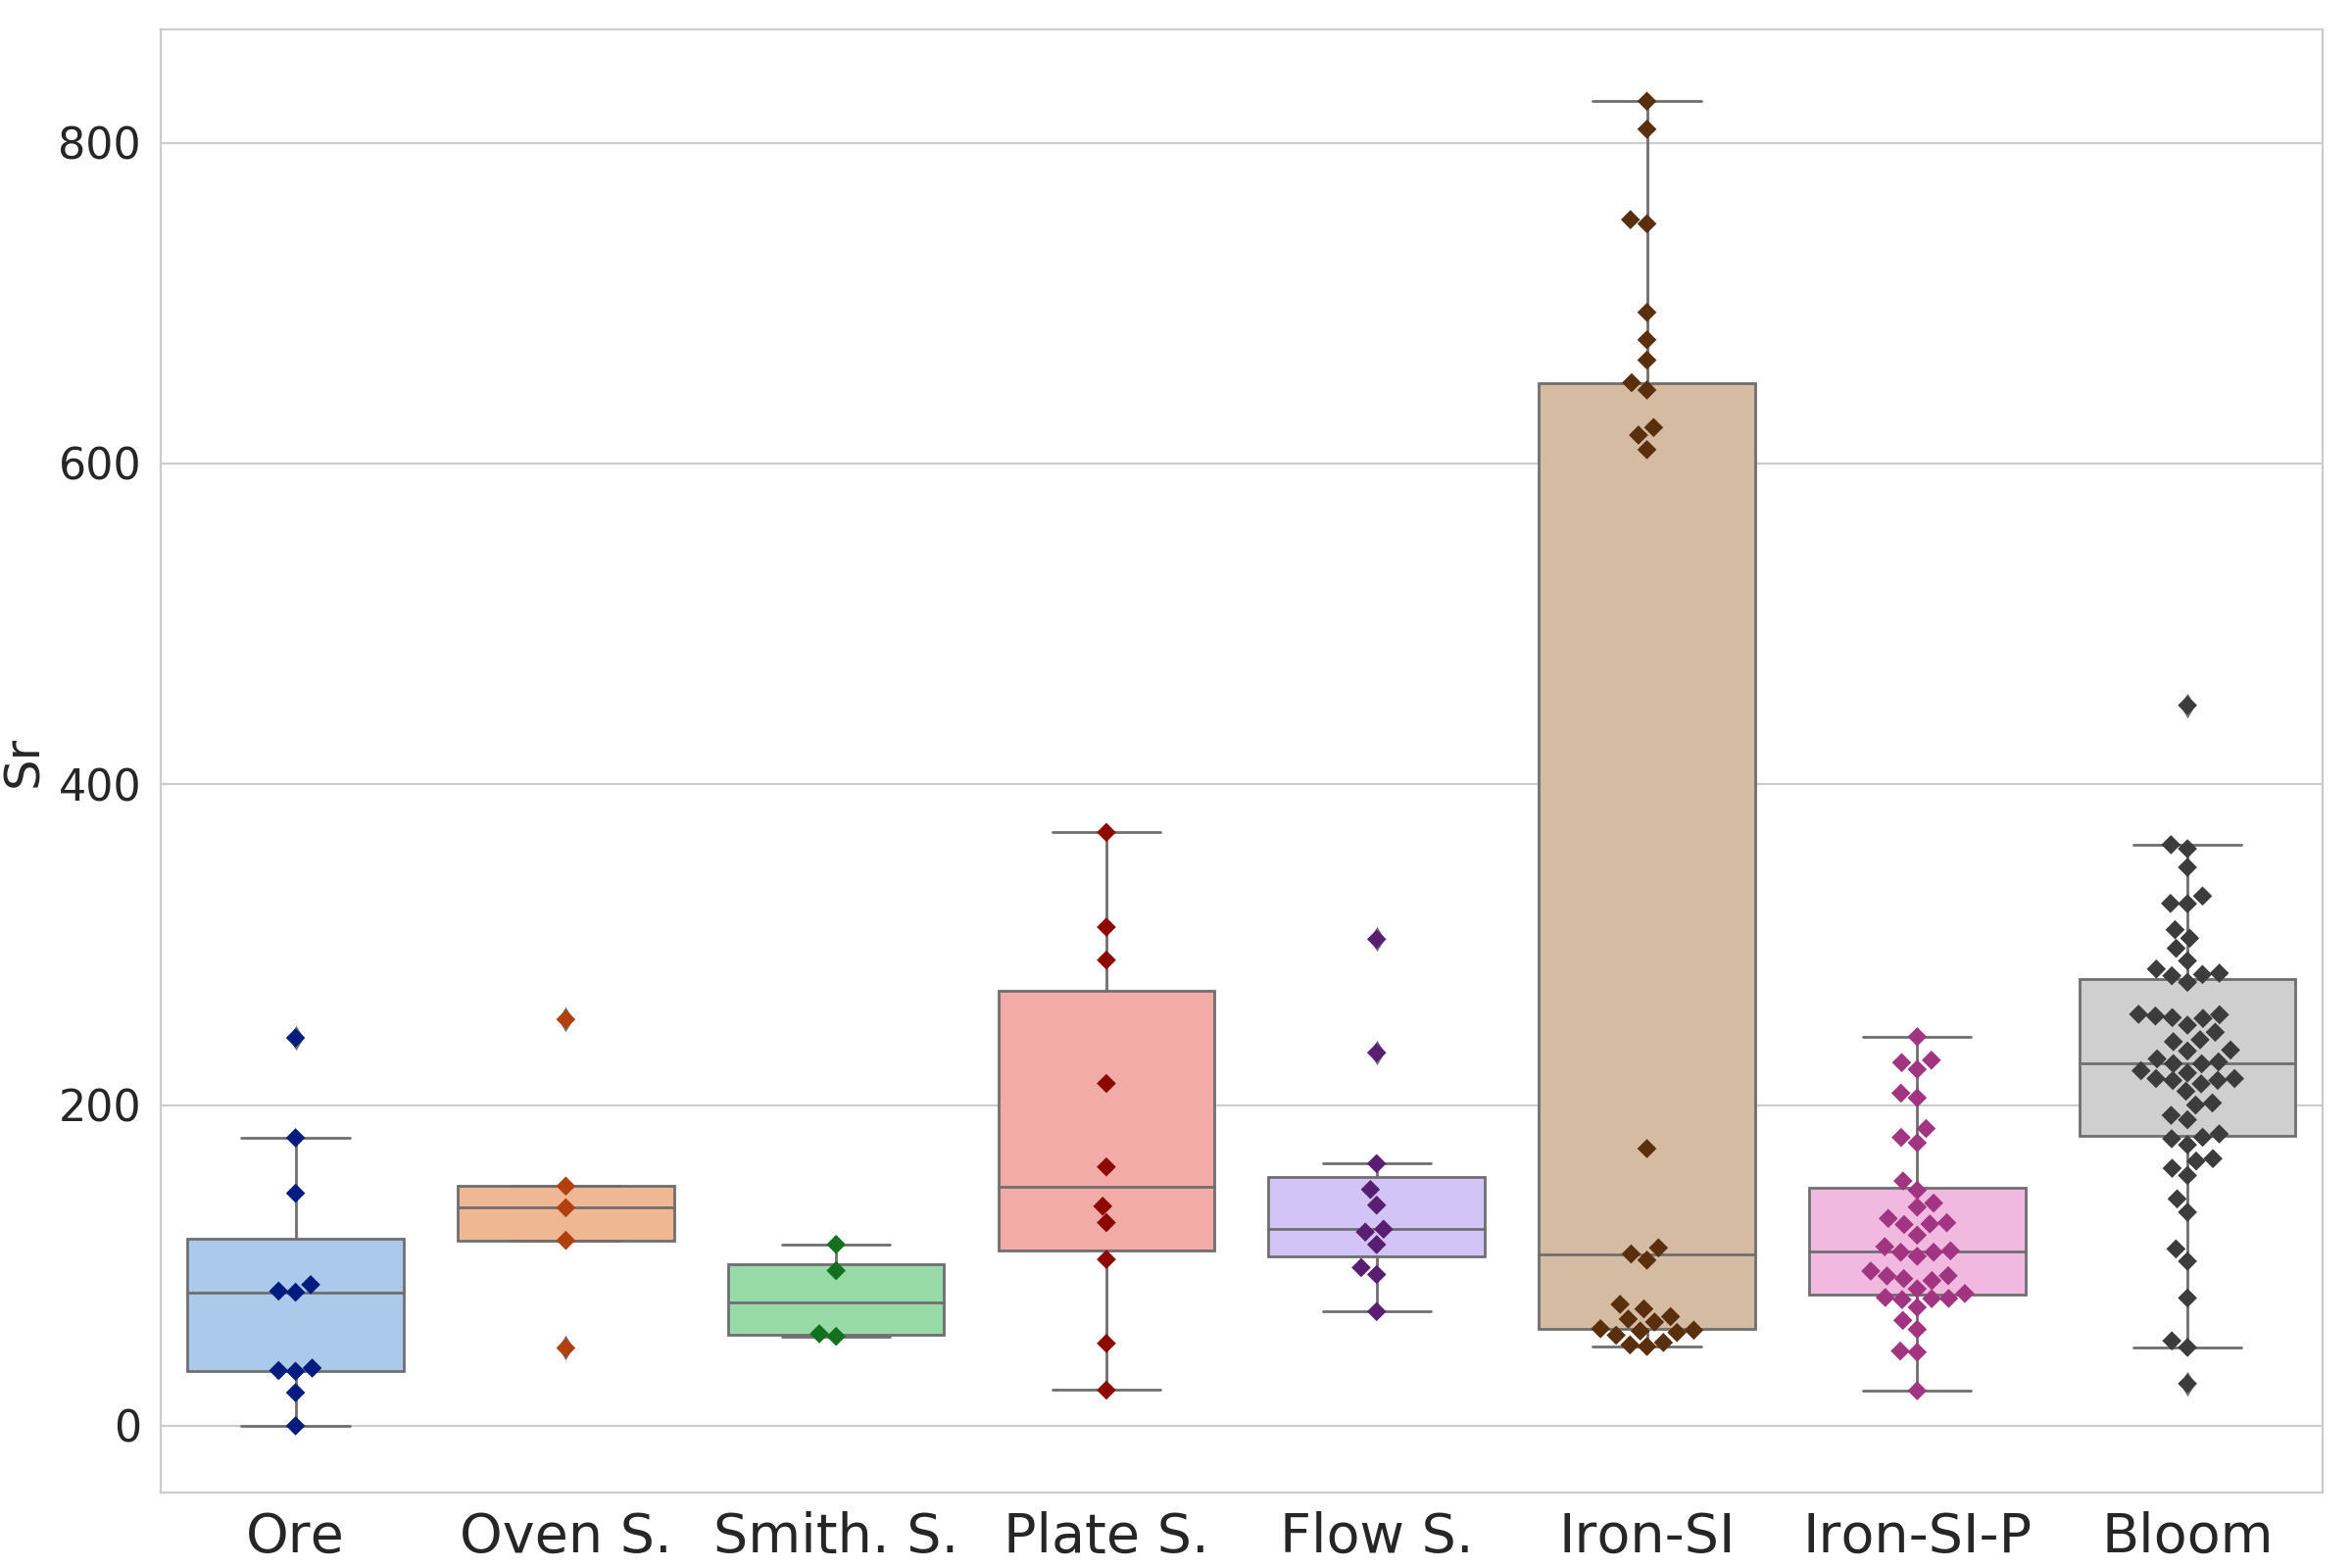 Sr
800
600
400
200
0
Ore Oven S. Smith. S. Plate S. Flow S. Iron-SI Iron-SI-P Bloom